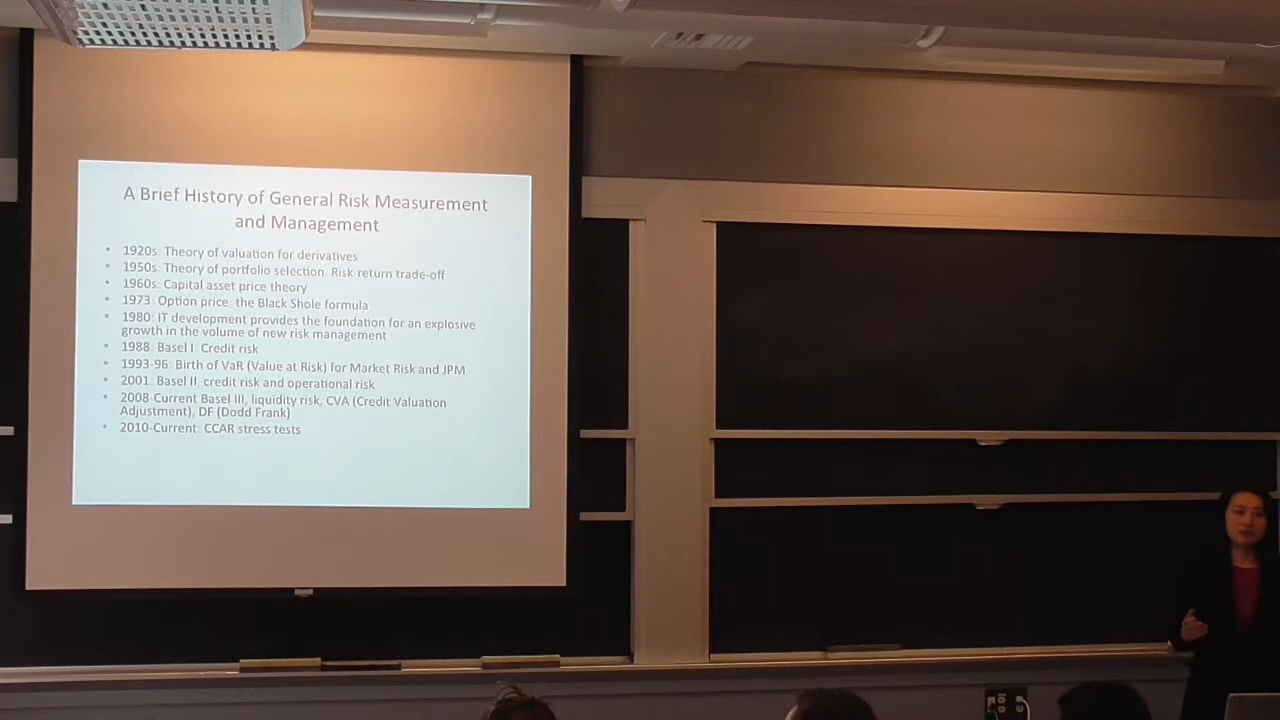 A Brief History of General Risk Measurement
and Management
• 1920s: Theory of valuation for derivatives
• 1950s: Theory of portfolio selection: Risk return trade-off
• 1960s: Capital asset price theory
• 1973: Option price: the Black Shole formula
• 1980: IT development provides the foundation for an explosive
growth in the volume of new risk management
• 1988: Basel I: Credit risk
• 1993-96: Birth of VaR (Value at Risk) for Market Risk and JPM
• 2001: Basel II, credit risk and operational risk
• 2008-Current Basel III, liquidity risk, CVA (Credit Valuation
Adjustment), DF (Dodd Frank)
• 2010-Current: CCAR stress tests